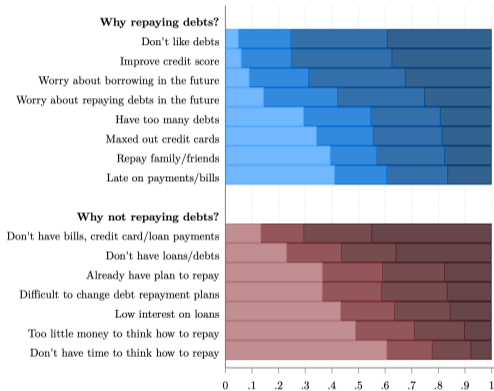 Why repaying debts?
Don't like debts
Improve credit score
Worry about borrowing in the future
Worry about repaying debts in the future
Have too many debts
Maxed out credit cards
Repay family/friends
Late on payments/bills
Why not repaying debts?
Don't have bills, credit card/loan payments
Don't have loans/debts
Already have plan to repay
Difficult to change debt repayment plans
Low interest on loans
Too little money to think how to repay
Don't have time to think how to repay
0 .1 .2 .3 .4 .5 .6 .7 .8 .9 1